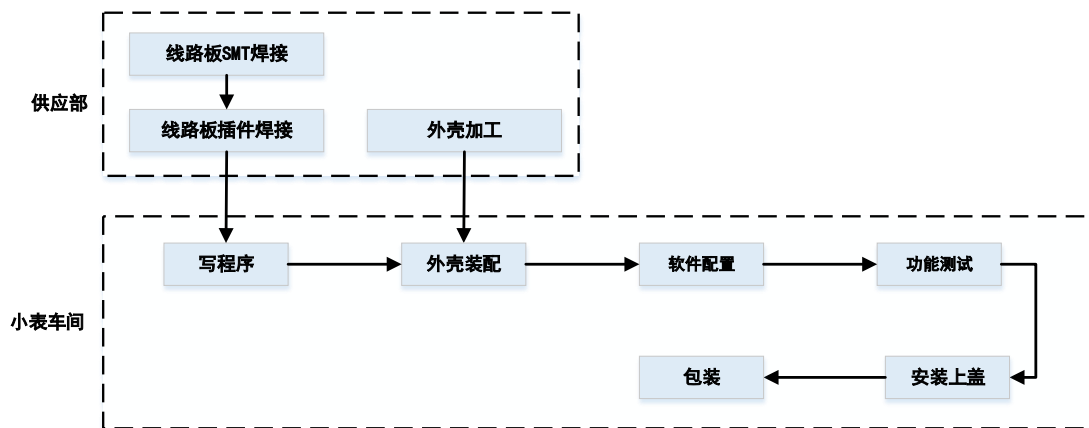 线路板SMT焊接
供应部
线路板插件焊接
外壳加工
写程序
外壳装配
软件配置
功能测试
小表车间
包装
安装上盖